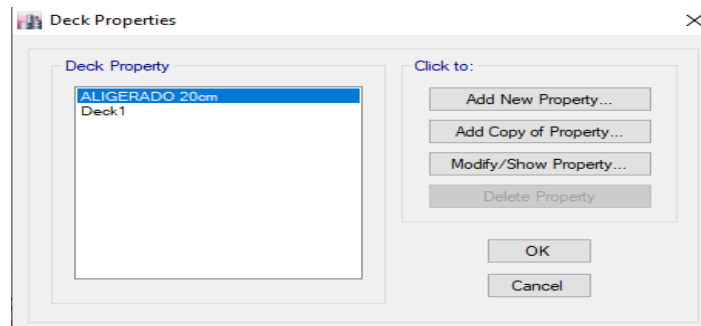 Deck Properties
Deck Property
ALIGERADO 20cm
Deck1
Click to:
Add New Property...
Add Copy of Property...
Modify/Show Property...
Delete Property
OK
Cancel